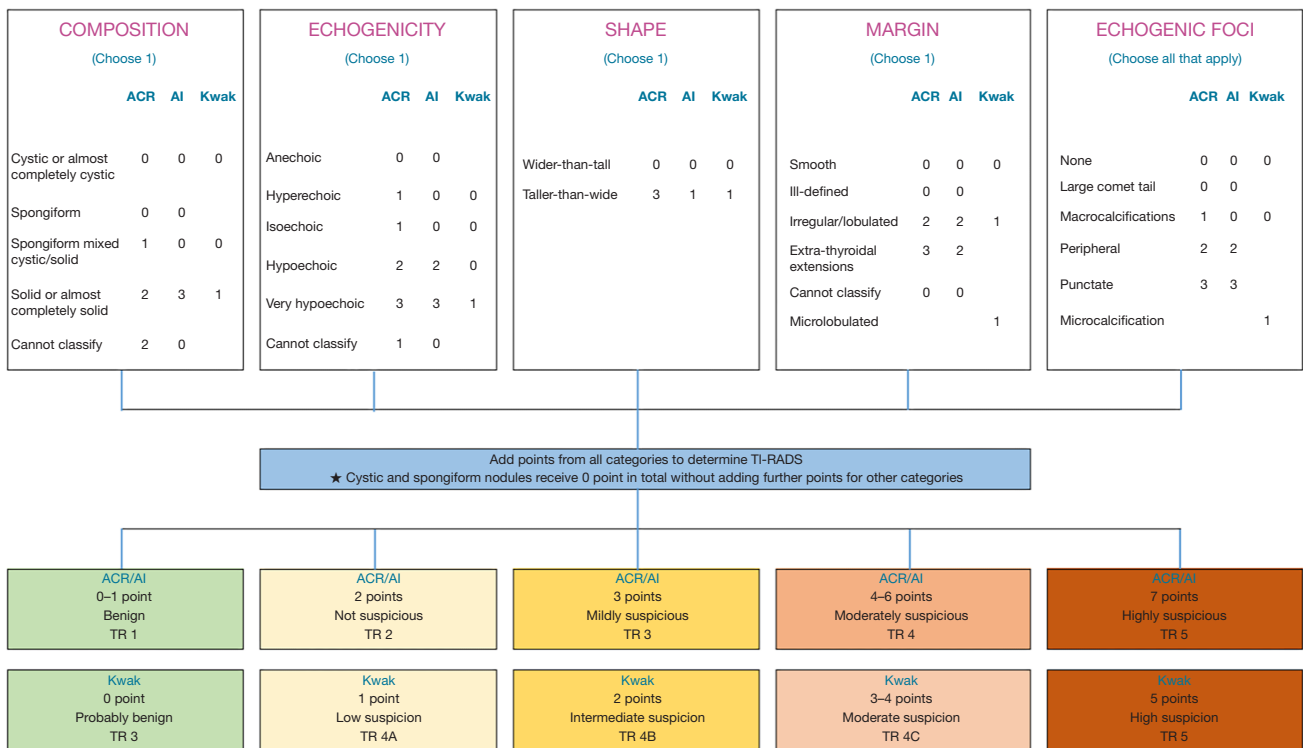 COMPOSITION
(Choose 1)
ACR AI Kwak
Cystic or almost
completely cystic 0 0 0
Spongiform 0 0
Spongiform mixed
cystic/solid 1 0 0
Solid or almost
completely solid 2 3 1
Cannot classify 2 0
ECHOGENICITY
(Choose 1)
ACR AI Kwak
Anechoic 0 0
Hyperechoic 1 0 0
Isoechoic 1 0 0
Hypoechoic 2 2 0
Very hypoechoic 3 3 1
Cannot classify 1 0
SHAPE
(Choose 1)
ACR AI Kwak
Wider-than-tall 0 0 0
Taller-than-wide 3 1 1
MARGIN
(Choose 1)
ACR AI Kwak
Smooth 0 0 0
Ill-defined 0 0
Irregular/lobulated 2 2 1
Extra-thyroidal
extensions 3 2
Cannot classify 0 0
Microlobulated 1
ECHOGENIC FOCI
(Choose all that apply)
ACR AI Kwak
None 0 0 0
Large comet tail 0 0
Macrocalcifications 1 0 0
Peripheral 2 2
Punctate 3 3
Microcalcification 1
Add points from all categories to determine TI-RADS
★ Cystic and spongiform nodules receive 0 point in total without adding further points for other categories
ACR/AI
0–1 point
Benign
TR 1
ACR/AI
2 points
Not suspicious
TR 2
ACR/AI
3 points
Mildly suspicious
TR 3
ACR/AI
4–6 points
Moderately suspicious
TR 4
ACR/AI
7 points
Highly suspicious
TR 5
Kwak
0 point
Probably benign
TR 3
Kwak
1 point
Low suspicion
TR 4A
Kwak
2 points
Intermediate suspicion
TR 4B
Kwak
3–4 points
Moderate suspicion
TR 4C
Kwak
5 points
High suspicion
TR 5